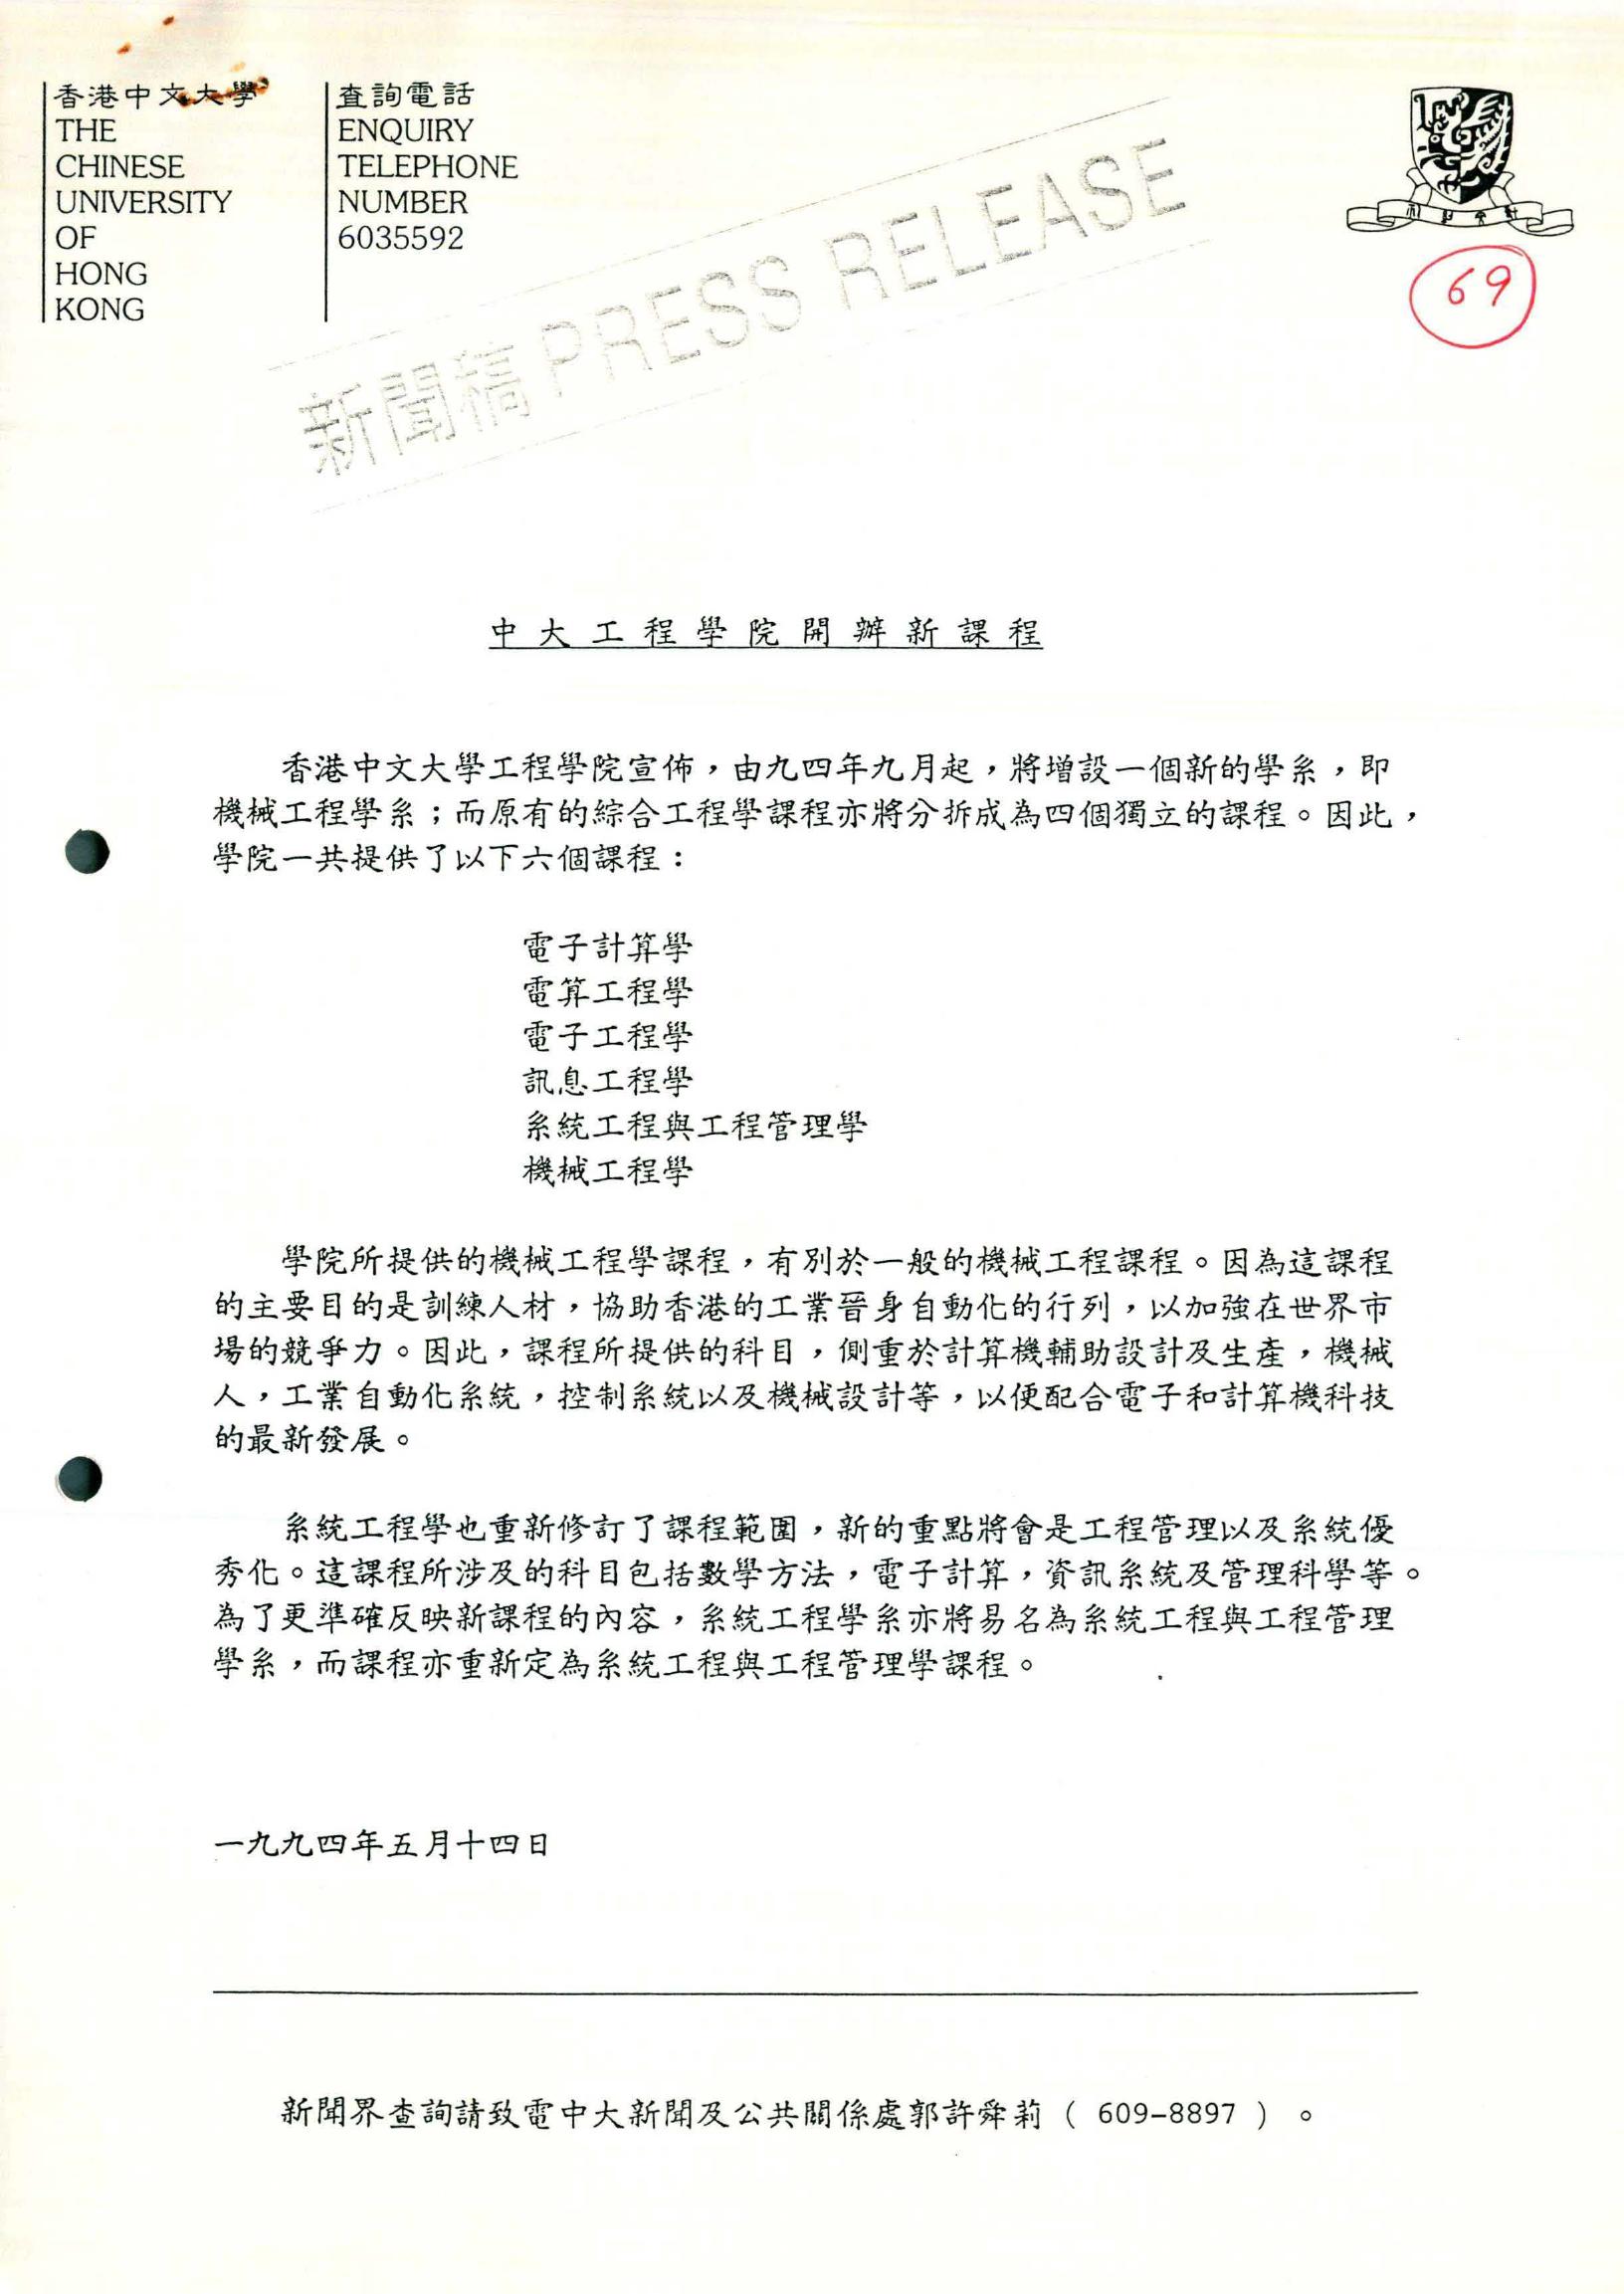 香港中文大學
THE
CHINESE
UNIVERSITY
OF
HONG
KONG
查詢電話
ENQUIRY
TELEPHONE
NUMBER
6035592
新聞稿 PRESS RELEASE
69
中大工程學院開辦新課程
香港中文大學工程學院宣佈，由九四年九月起，將增設一個新的學系，即
機械工程學系；而原有的綜合工程學課程亦將分拆成為四個獨立的課程。因此，
學院一共提供了以下六個課程：
電子計算學
電算工程學
電子工程學
訊息工程學
系統工程與工程管理學
機械工程學
學院所提供的機械工程學課程，有別於一般的機械工程課程。因為這課程
的主要目的是訓練人材，協助香港的工業晉身自動化的行列，以加強在世界市
場的競爭力。因此，課程所提供的科目，側重於計算機輔助設計及生產，機械
人，工業自動化系統，控制系統以及機械設計等，以便配合電子和計算機科技
的最新發展。
系統工程學也重新修訂了課程範圍，新的重點將會是工程管理以及系統優
秀化。這課程所涉及的科目包括數學方法，電子計算，資訊系統及管理科學等。
為了更準確反映新課程的內容，系統工程學系亦將易名為系統工程與工程管理
學系，而課程亦重新定為系統工程與工程管理學課程。
一九九四年五月十四日
新聞界查詢請致電中大新聞及公共關係處郭許舜莉（609-8897）。